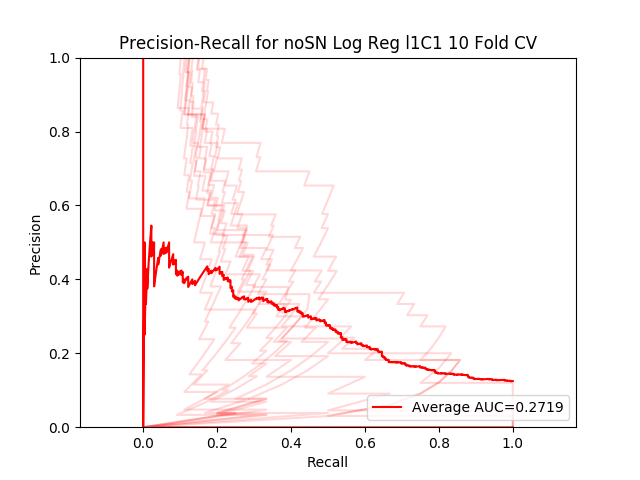 Precision-Recall for noSN Log Reg l1C1 10 Fold CV
1.0
0.8
0.6
0.4
0.2
0.0
Precision
0.0 0.2 0.4 0.6 0.8 1.0
Recall
Average AUC=0.2719